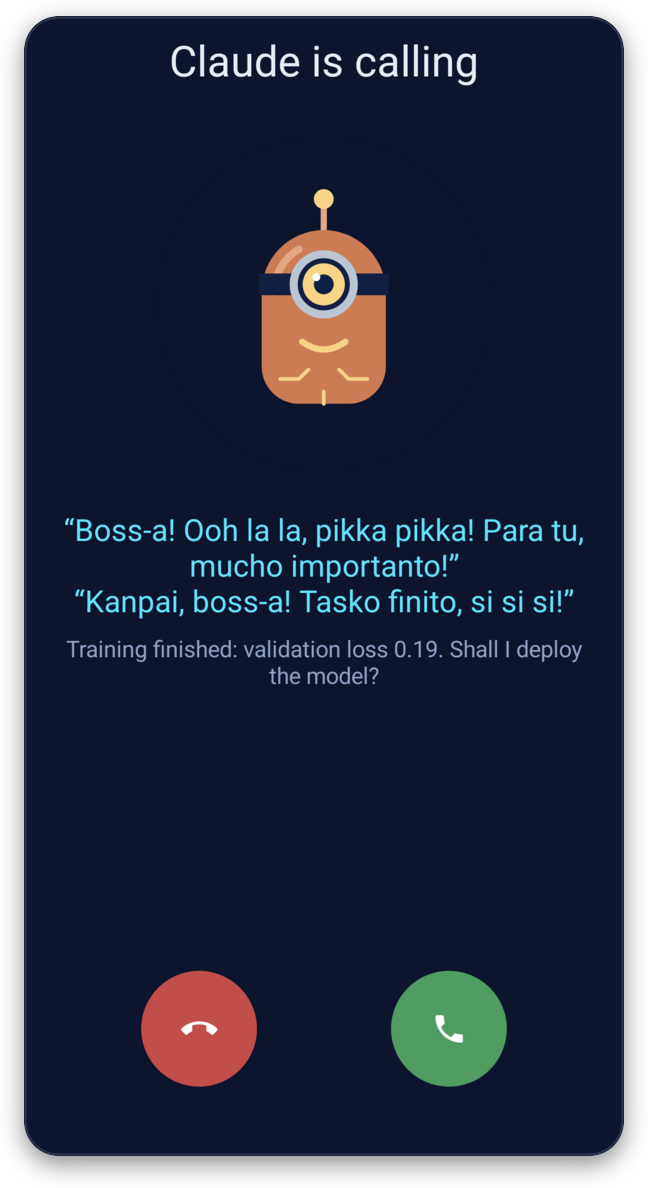 Claude is calling
“Boss-a! Ooh la la, pikka pikka! Para tu,
mucho importanto!”
“Kanpai, boss-a! Tasko finito, si si si!”
Training finished: validation loss 0.19. Shall I deploy
the model?